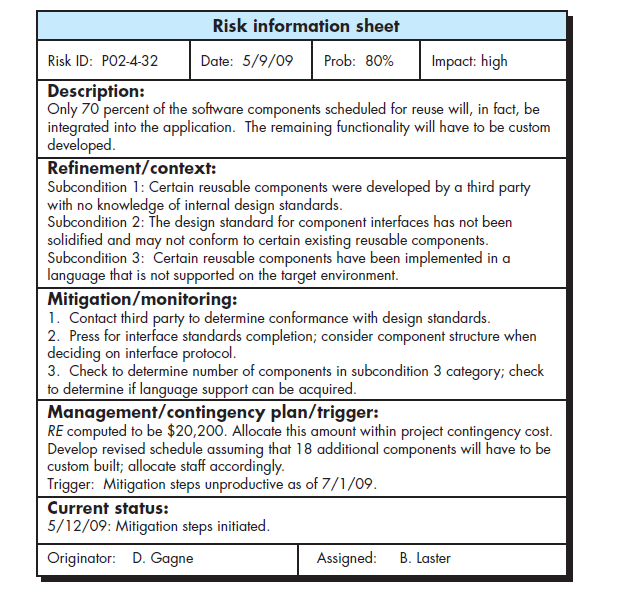 Risk information sheet
Risk ID: P02-4-32 Date: 5/9/09 Prob: 80% Impact: high
Description:
Only 70 percent of the software components scheduled for reuse will, in fact, be
integrated into the application. The remaining functionality will have to be custom
developed.
Refinement/context:
Subcondition 1: Certain reusable components were developed by a third party
with no knowledge of internal design standards.
Subcondition 2: The design standard for component interfaces has not been
solidified and may not conform to certain existing reusable components.
Subcondition 3: Certain reusable components have been implemented in a
language that is not supported on the target environment.
Mitigation/monitoring:
1. Contact third party to determine conformance with design standards.
2. Press for interface standards completion; consider component structure when
deciding on interface protocol.
3. Check to determine number of components in subcondition 3 category; check
to determine if language support can be acquired.
Management/contingency plan/trigger:
RE computed to be $20,200. Allocate this amount within project contingency cost.
Develop revised schedule assuming that 18 additional components will have to be
custom built; allocate staff accordingly.
Trigger: Mitigation steps unproductive as of 7/1/09.
Current status:
5/12/09: Mitigation steps initiated.
Originator: D. Gagne Assigned: B. Laster